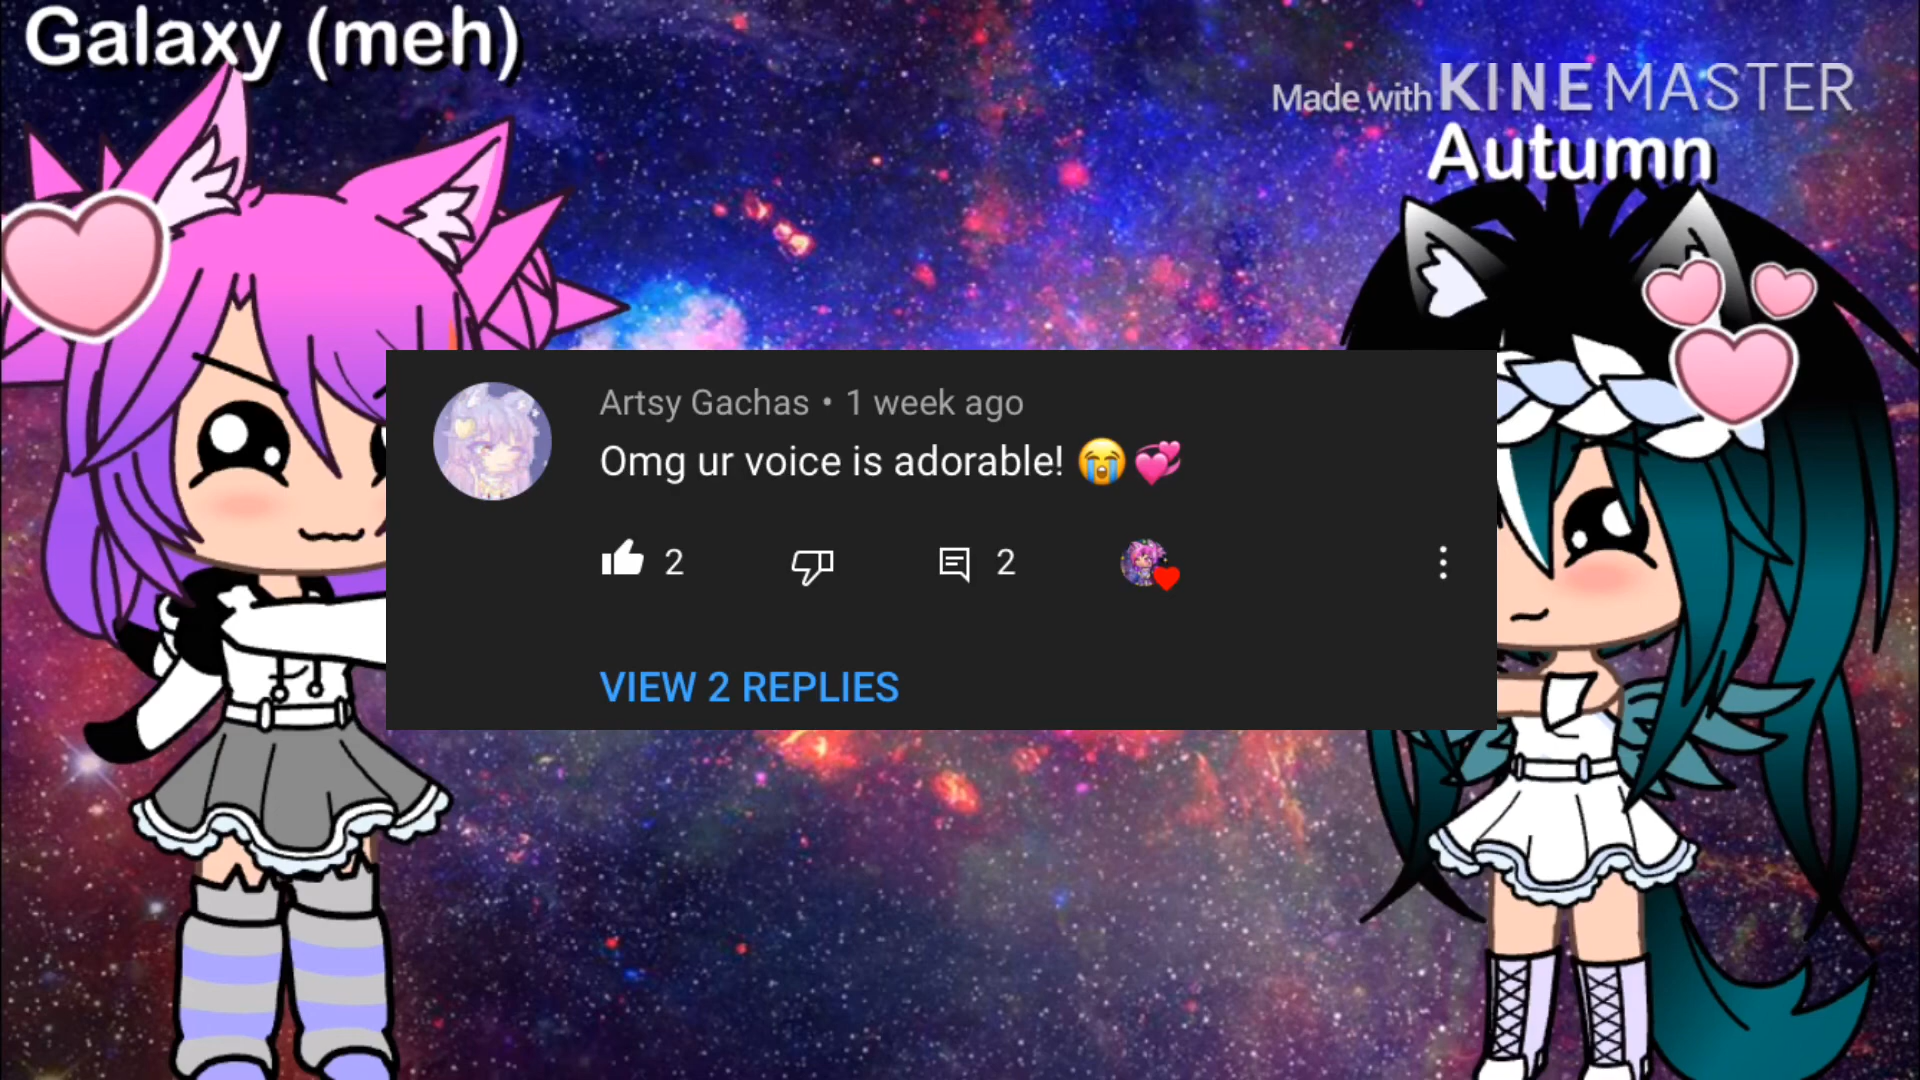 Galaxy (meh)
Made with KINEMASTER
Autumn
Artsy Gachas • 1 week ago
Omg ur voice is adorable! 😭💞
2
2
VIEW 2 REPLIES